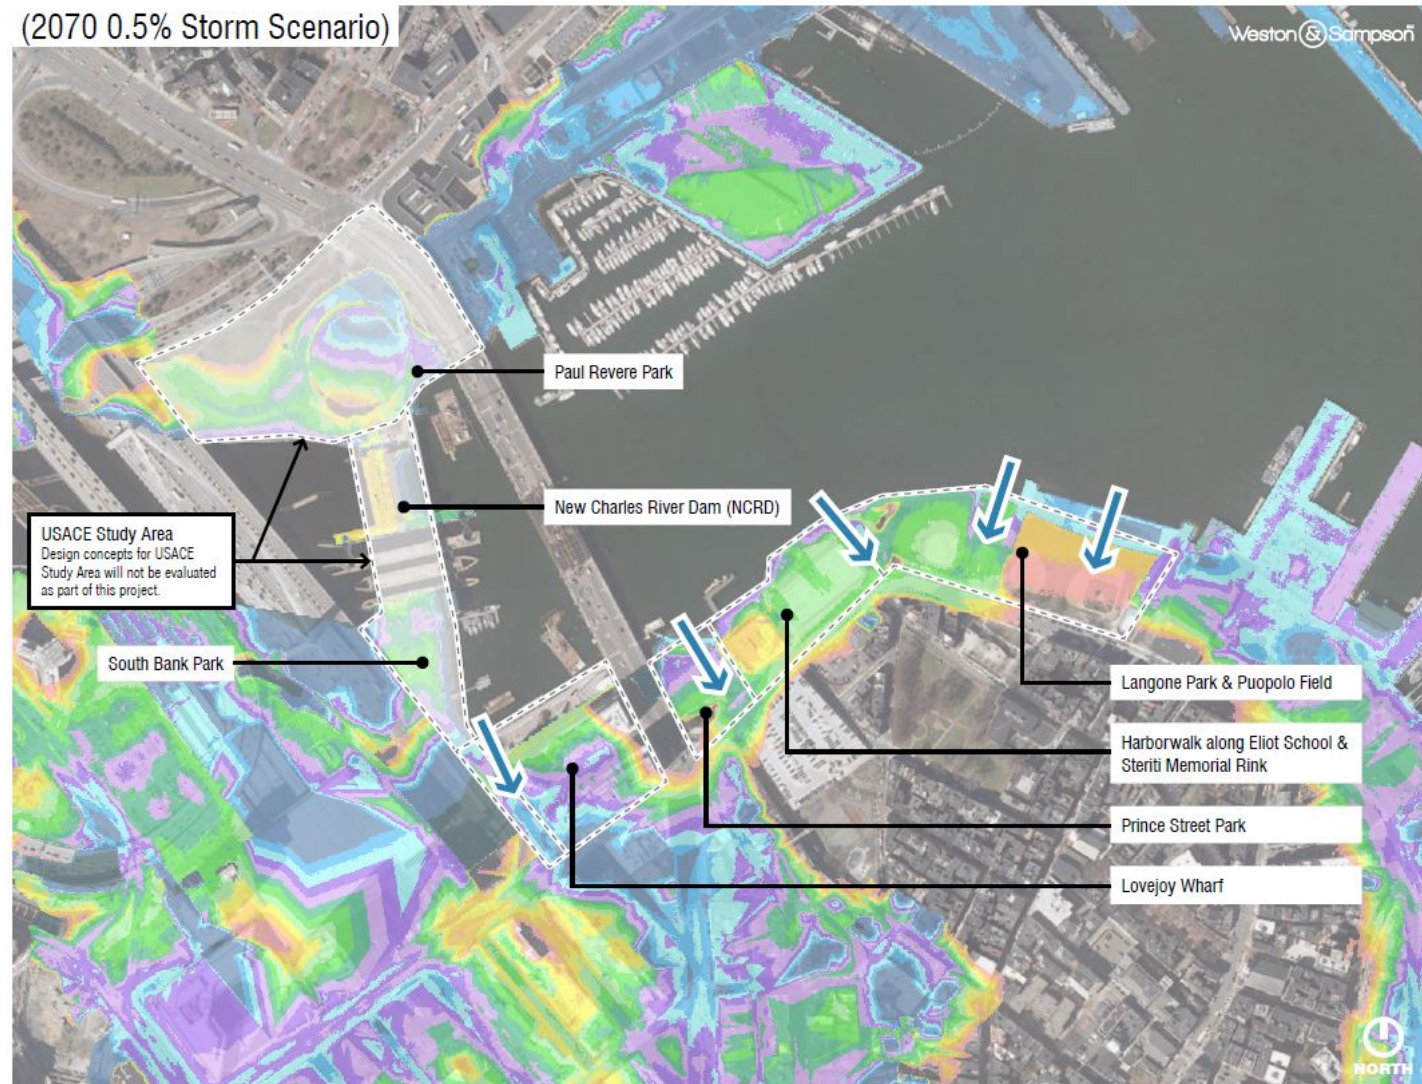 (2070 0.5% Storm Scenario)
Weston & Sampson
Paul Revere Park
New Charles River Dam (NCRD)
USACE Study Area
Design concepts for USACE
Study Area will not be evaluated
as part of this project.
South Bank Park
Langone Park & Puopolo Field
Harborwalk along Eliot School &
Steriti Memorial Rink
Prince Street Park
Lovejoy Wharf
NORTH